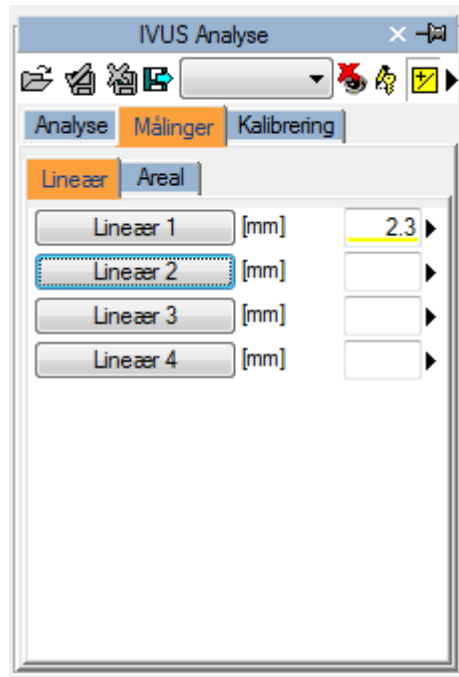 IVUS Analyse
Analyse Målinger Kalibrering
Lineær Areal
Lineær 1 [mm] 2.3
Lineær 2 [mm]
Lineær 3 [mm]
Lineær 4 [mm]